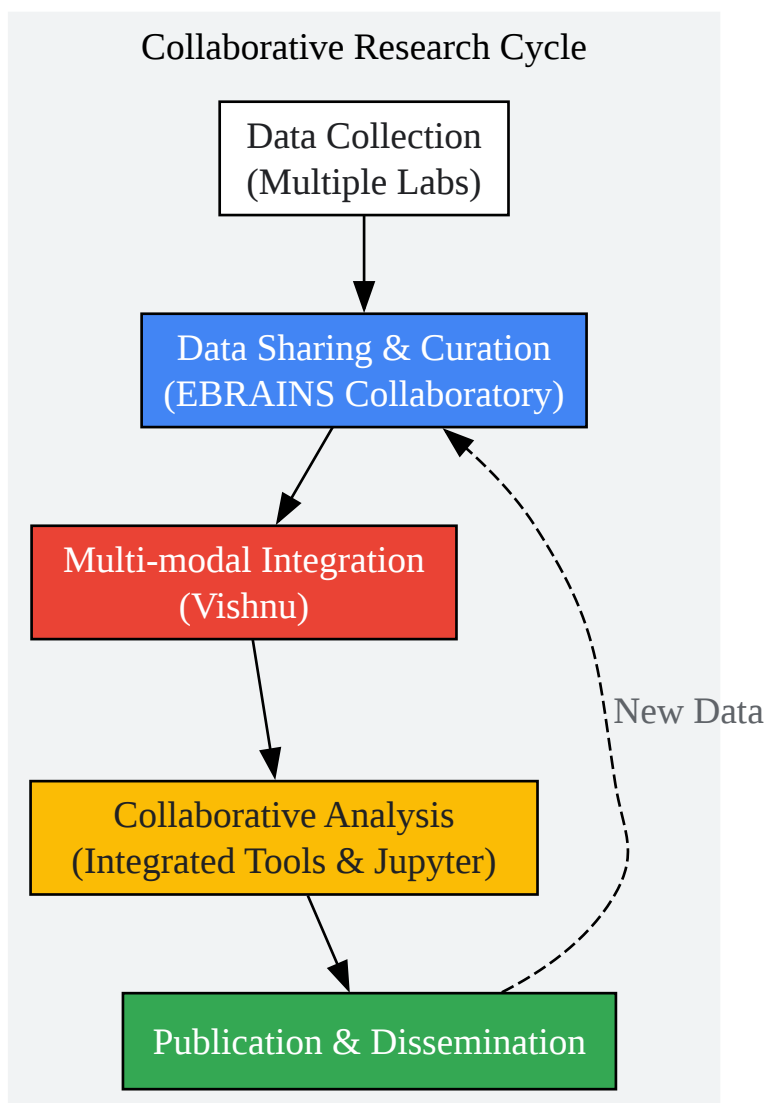 Collaborative Research Cycle
Data Collection
(Multiple Labs)
Data Sharing & Curation
(EBRAINS Collaboratory)
Multi-modal Integration
(Vishnu)
New Data
Collaborative Analysis
(Integrated Tools & Jupyter)
Publication & Dissemination